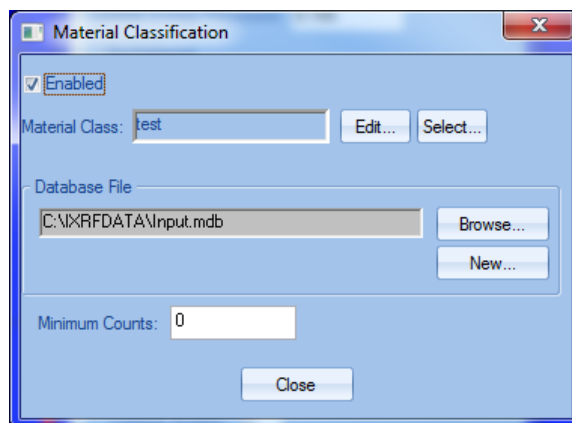 Material Classification
Enabled
Material Class: test Edit... Select...
Database File
C:\IXRFDATA\Input.mdb Browse...
New...
Minimum Counts: 0
Close